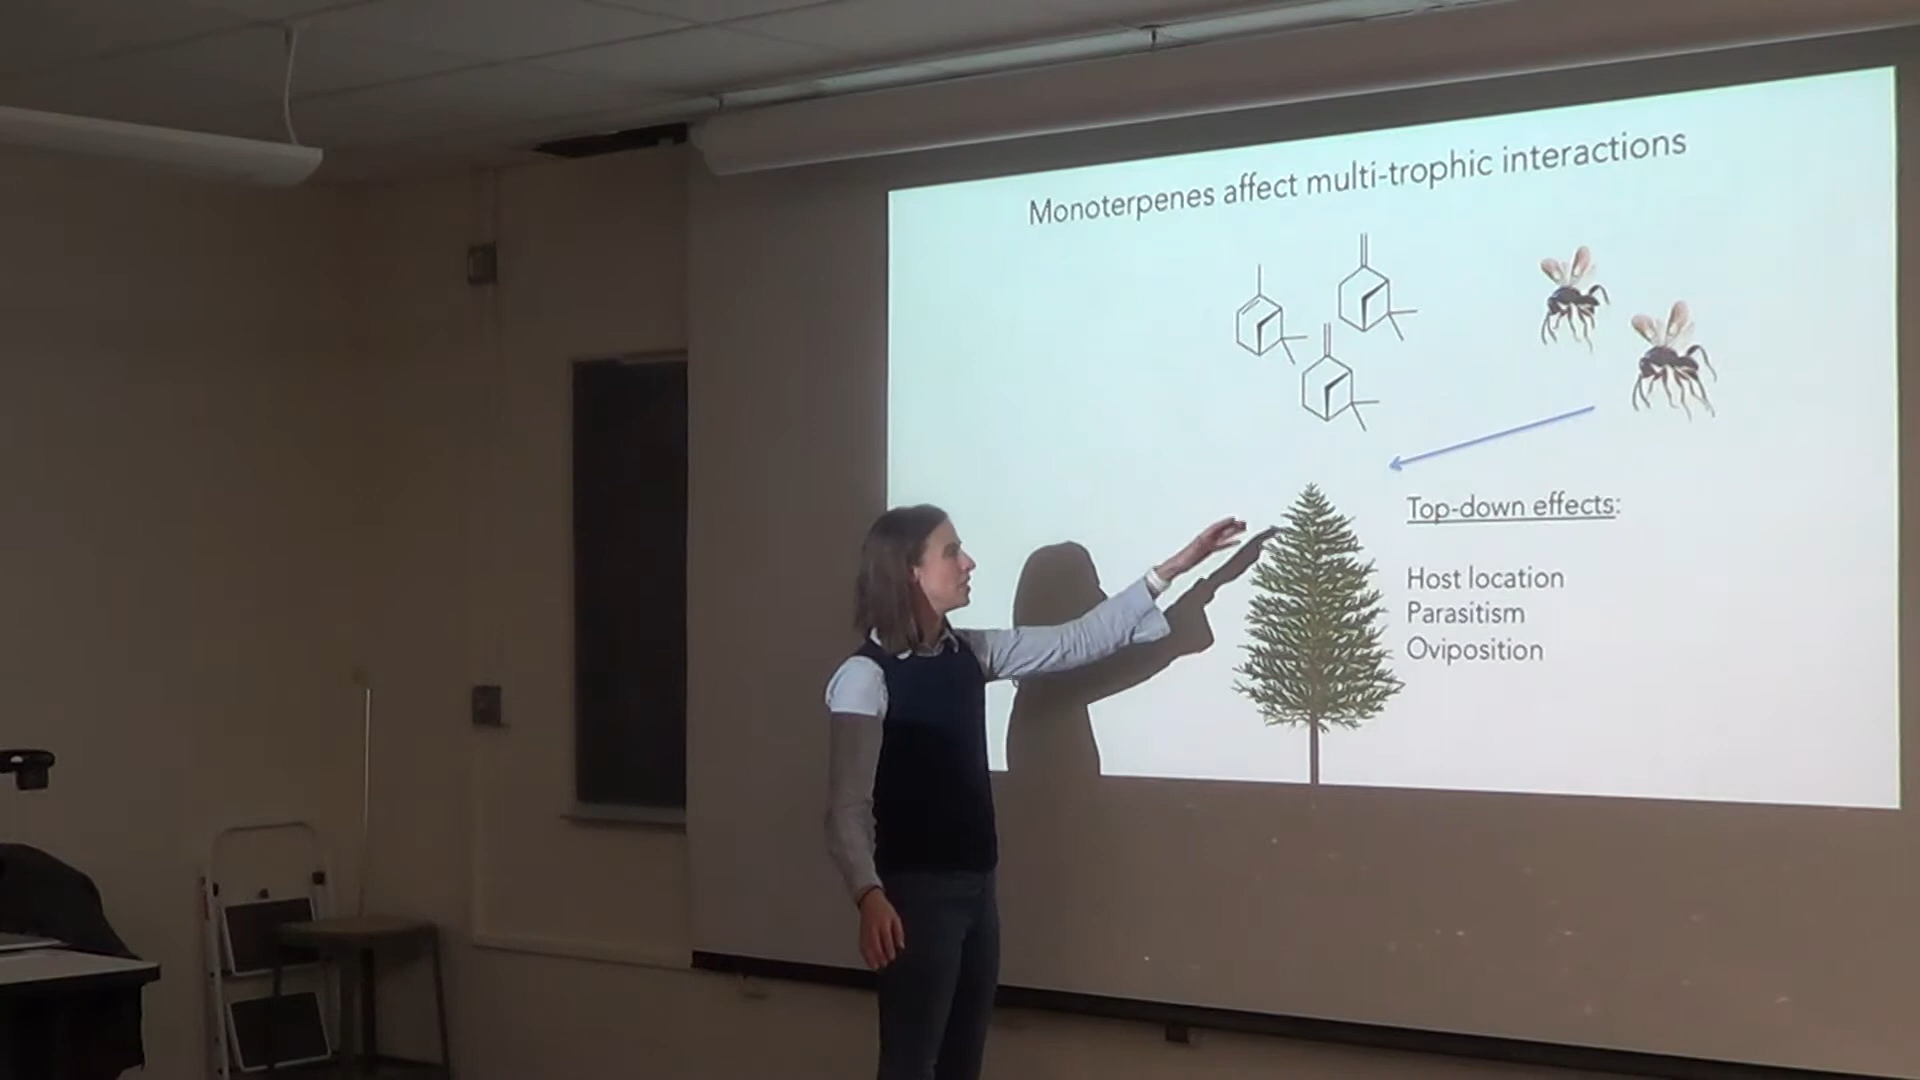 Monoterpenes affect multi-trophic interactions
Top-down effects:
Host location
Parasitism
Oviposition